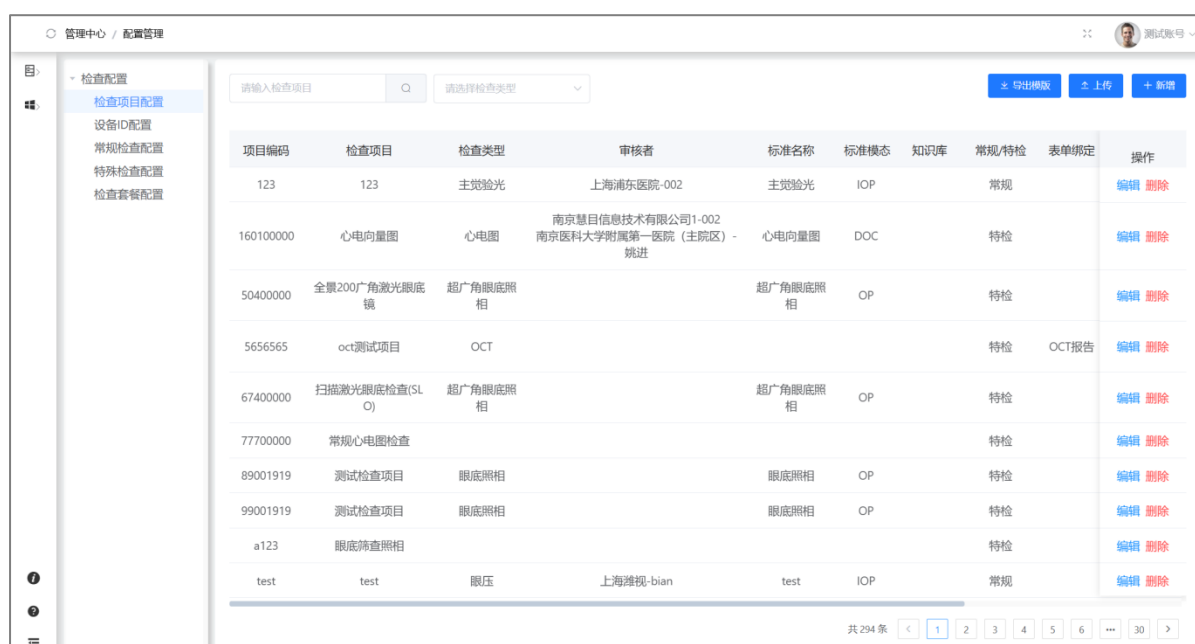 管理中心 / 配置管理
测试账号
检查配置
检查项目配置
设备ID配置
常规检查配置
特殊检查配置
检查套餐配置
请输入检查项目 请选择检查类型 导出模版 上传 + 新增
项目编码 检查项目 检查类型 审核者 标准名称 标准模态 知识库 常规/特检 表单绑定 操作
123 123 主觉验光 上海浦东医院-002 主觉验光 IOP 常规 编辑 删除
南京慧目信息技术有限公司1-002
160100000 心电向量图 心电图 南京医科大学附属第一医院（主院区）- 心电向量图 DOC 特检 编辑 删除
姚进
50400000 全景200广角激光眼底 超广角眼底照 超广角眼底照 OP 特检 编辑 删除
镜 相 相
5656565 oct测试项目 OCT 特检 OCT报告 编辑 删除
67400000 扫描激光眼底检查(SL 超广角眼底照 超广角眼底照 OP 特检 编辑 删除
O) 相 相
77700000 常规心电图检查 特检 编辑 删除
89001919 测试检查项目 眼底照相 眼底照相 OP 特检 编辑 删除
99001919 测试检查项目 眼底照相 眼底照相 OP 特检 编辑 删除
a123 眼底筛查照相 特检 编辑 删除
test test 眼压 上海潍视-bian test IOP 常规 编辑 删除
共 294 条 < 1 2 3 4 5 6 ••• 30 >